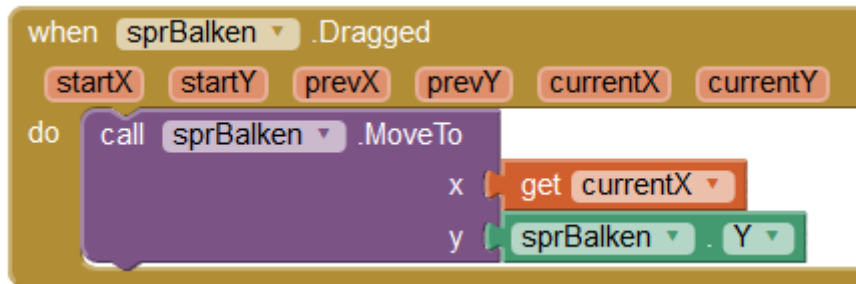 when sprBalken .Dragged
startX startY prevX prevY currentX currentY
do call sprBalken .MoveTo
x get currentX
y sprBalken . Y